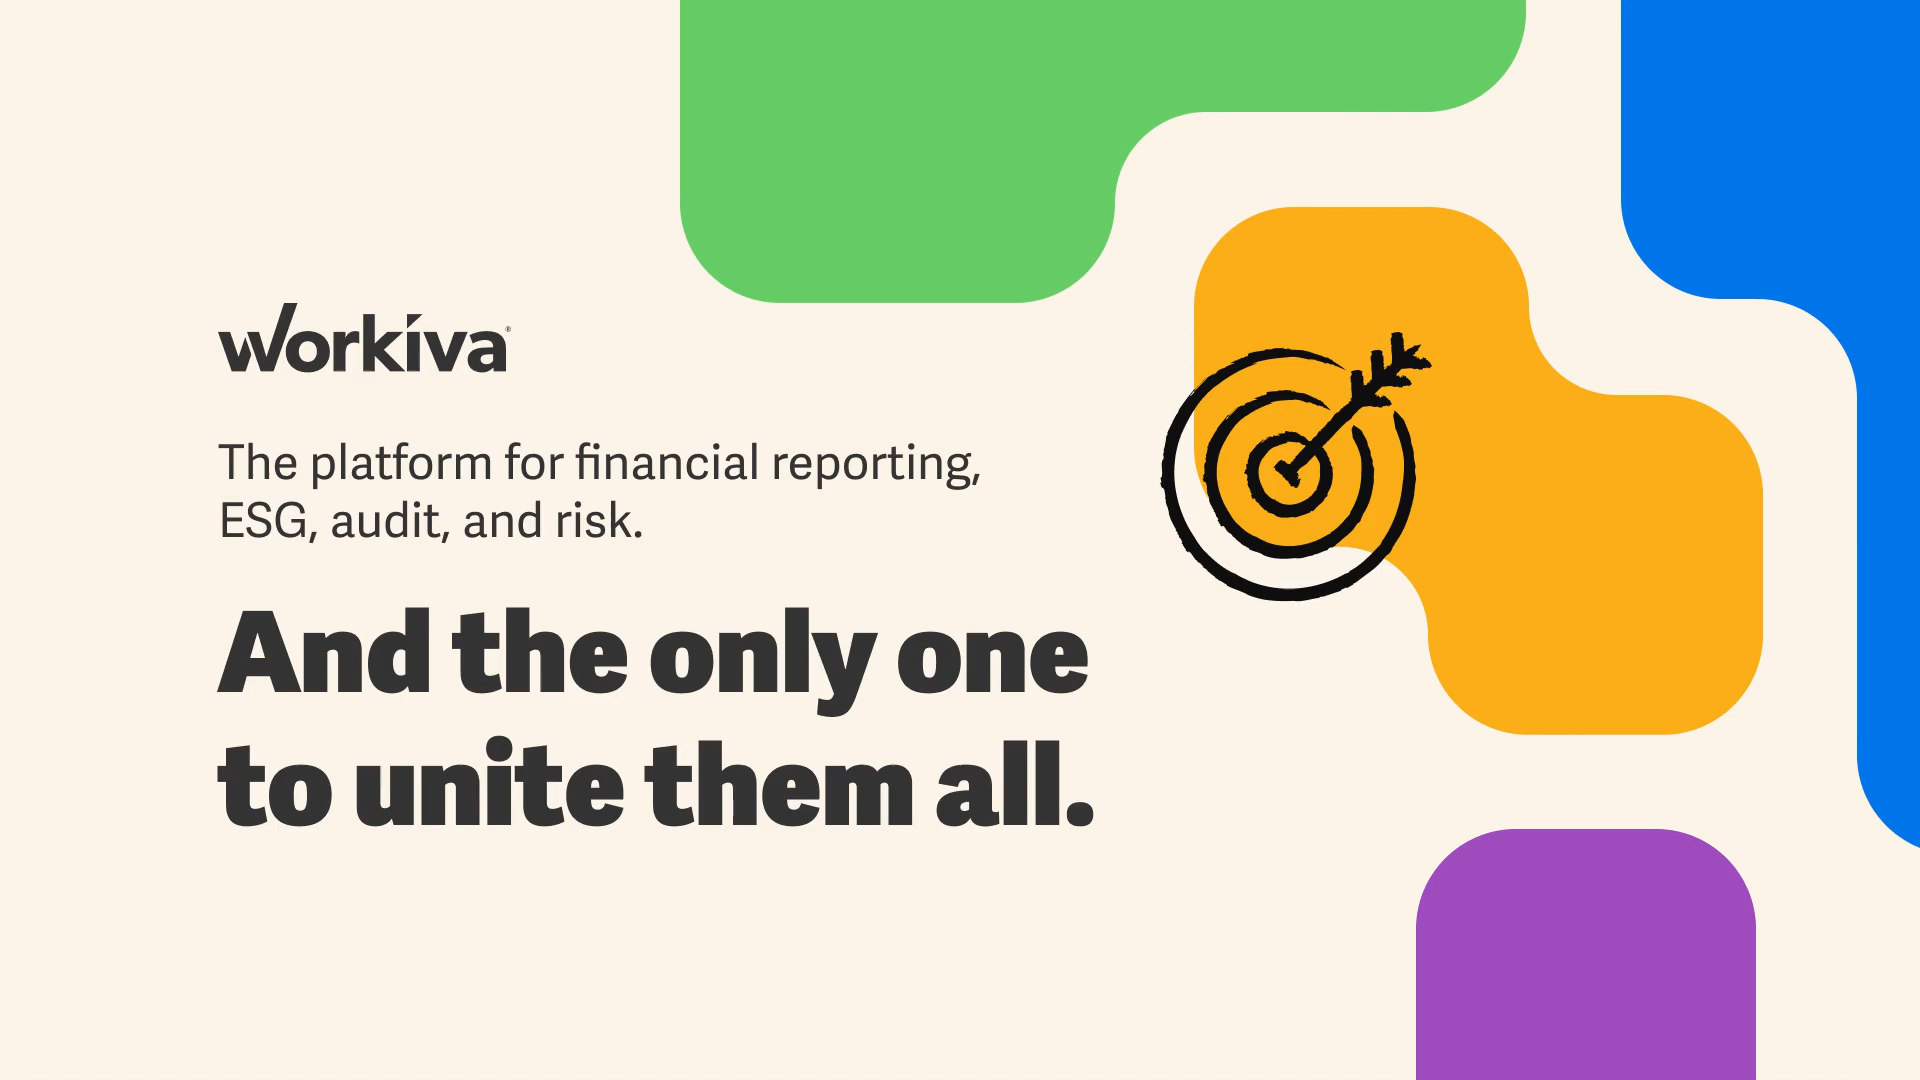 workiva®
The platform for financial reporting,
ESG, audit, and risk.
And the only one
to unite them all.